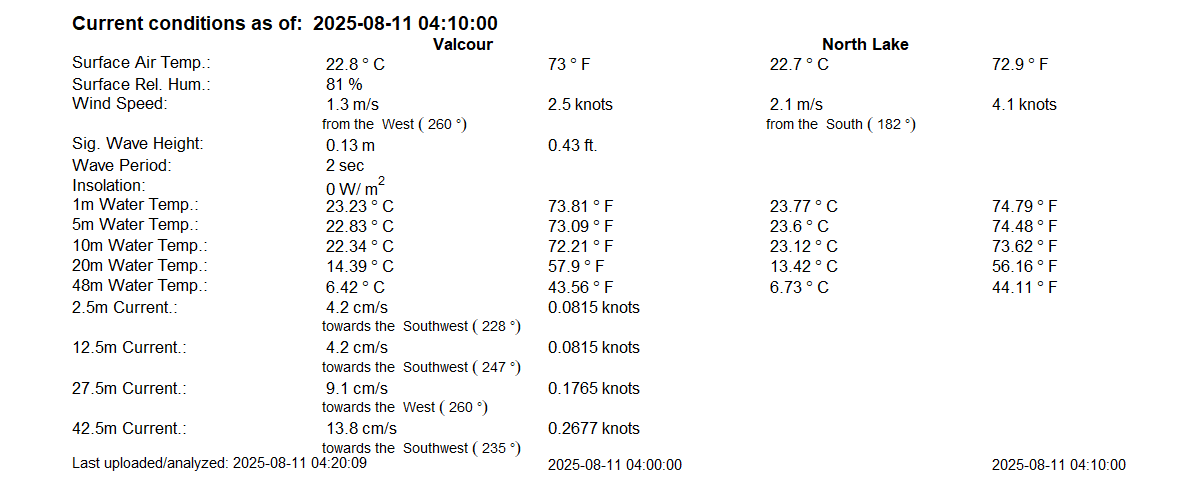 Current conditions as of: 2025-08-11 04:10:00
Valcour North Lake
Surface Air Temp.: 22.8 ° C 73 ° F 22.7 ° C 72.9 ° F
Surface Rel. Hum.: 81 %
Wind Speed: 1.3 m/s 2.5 knots 2.1 m/s 4.1 knots
from the West ( 260 °) from the South ( 182 °)
Sig. Wave Height: 0.13 m 0.43 ft.
Wave Period: 2 sec
Insolation: 0 W/ m2
1m Water Temp.: 23.23 ° C 73.81 ° F 23.77 ° C 74.79 ° F
5m Water Temp.: 22.83 ° C 73.09 ° F 23.6 ° C 74.48 ° F
10m Water Temp.: 22.34 ° C 72.21 ° F 23.12 ° C 73.62 ° F
20m Water Temp.: 14.39 ° C 57.9 ° F 13.42 ° C 56.16 ° F
48m Water Temp.: 6.42 ° C 43.56 ° F 6.73 ° C 44.11 ° F
2.5m Current.: 4.2 cm/s 0.0815 knots
towards the Southwest ( 228 °)
12.5m Current.: 4.2 cm/s 0.0815 knots
towards the Southwest ( 247 °)
27.5m Current.: 9.1 cm/s 0.1765 knots
towards the West ( 260 °)
42.5m Current.: 13.8 cm/s 0.2677 knots
towards the Southwest ( 235 °)
Last uploaded/analyzed: 2025-08-11 04:20:09 2025-08-11 04:00:00 2025-08-11 04:10:00